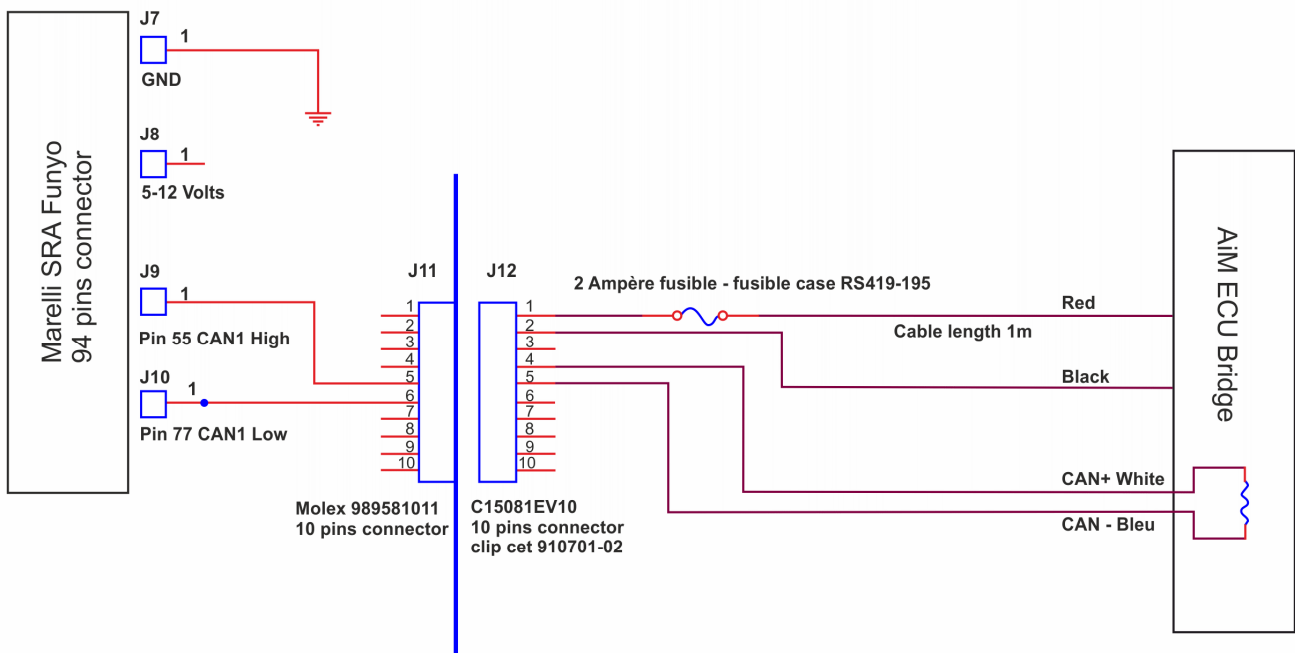 Marelli SRA Funyo
94 pins connector
J7
1
GND
J8
1
5-12 Volts
J9
1
Pin 55 CAN1 High
J10
1
Pin 77 CAN1 Low
J11
1
2
3
4
5
6
7
8
9
10
Molex 989581011
10 pins connector
J12
1
2
3
4
5
6
7
8
9
10
C15081EV10
10 pins connector
clip cet 910701-02
2 Ampère fusible - fusible case RS419-195
Cable length 1m
Red
Black
CAN+ White
CAN - Bleu
AiM ECU Bridge